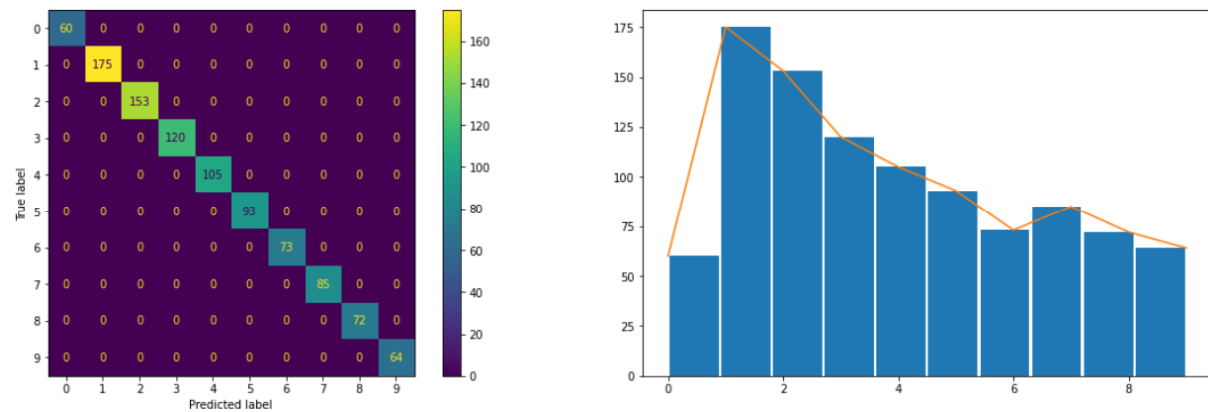 0 60 0 0 0 0 0 0 0 0 0
1 0 175 0 0 0 0 0 0 0 0
2 0 0 153 0 0 0 0 0 0 0
3 0 0 0 120 0 0 0 0 0 0
4 0 0 0 0 105 0 0 0 0 0
5 0 0 0 0 0 93 0 0 0 0
6 0 0 0 0 0 0 73 0 0 0
7 0 0 0 0 0 0 0 85 0 0
8 0 0 0 0 0 0 0 0 72 0
9 0 0 0 0 0 0 0 0 0 64
0 1 2 3 4 5 6 7 8 9
True label
Predicted label
160
140
120
100
80
60
40
20
0
175
150
125
100
75
50
25
0
0 2 4 6 8